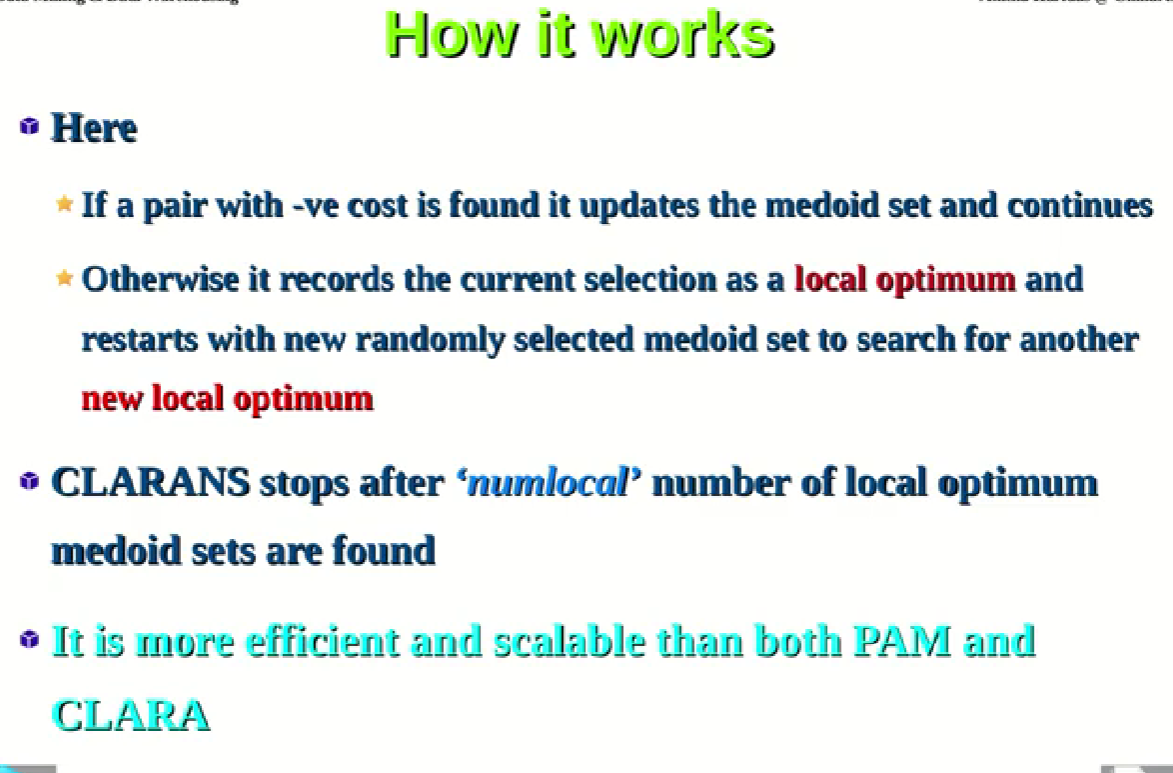 How it works
Here
If a pair with -ve cost is found it updates the medoid set and continues
Otherwise it records the current selection as a local optimum and
restarts with new randomly selected medoid set to search for another
new local optimum
CLARANS stops after ‘numlocal’ number of local optimum
medoid sets are found
It is more efficient and scalable than both PAM and
CLARA